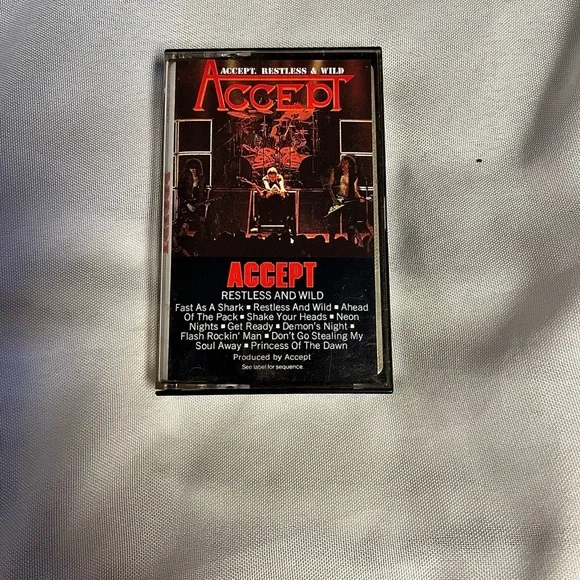 ACCEPT. RESTLESS & WILD
ACCEPT
ACCEPT
RESTLESS AND WILD
Fast As A Shark ▪ Restless And Wild ▪ Ahead
Of The Pack ▪ Shake Your Heads ▪ Neon
Nights ▪ Get Ready ▪ Demon's Night ▪
Flash Rockin' Man ▪ Don't Go Stealing My
Soul Away ▪ Princess Of The Dawn
Produced by Accept
See label for sequence.